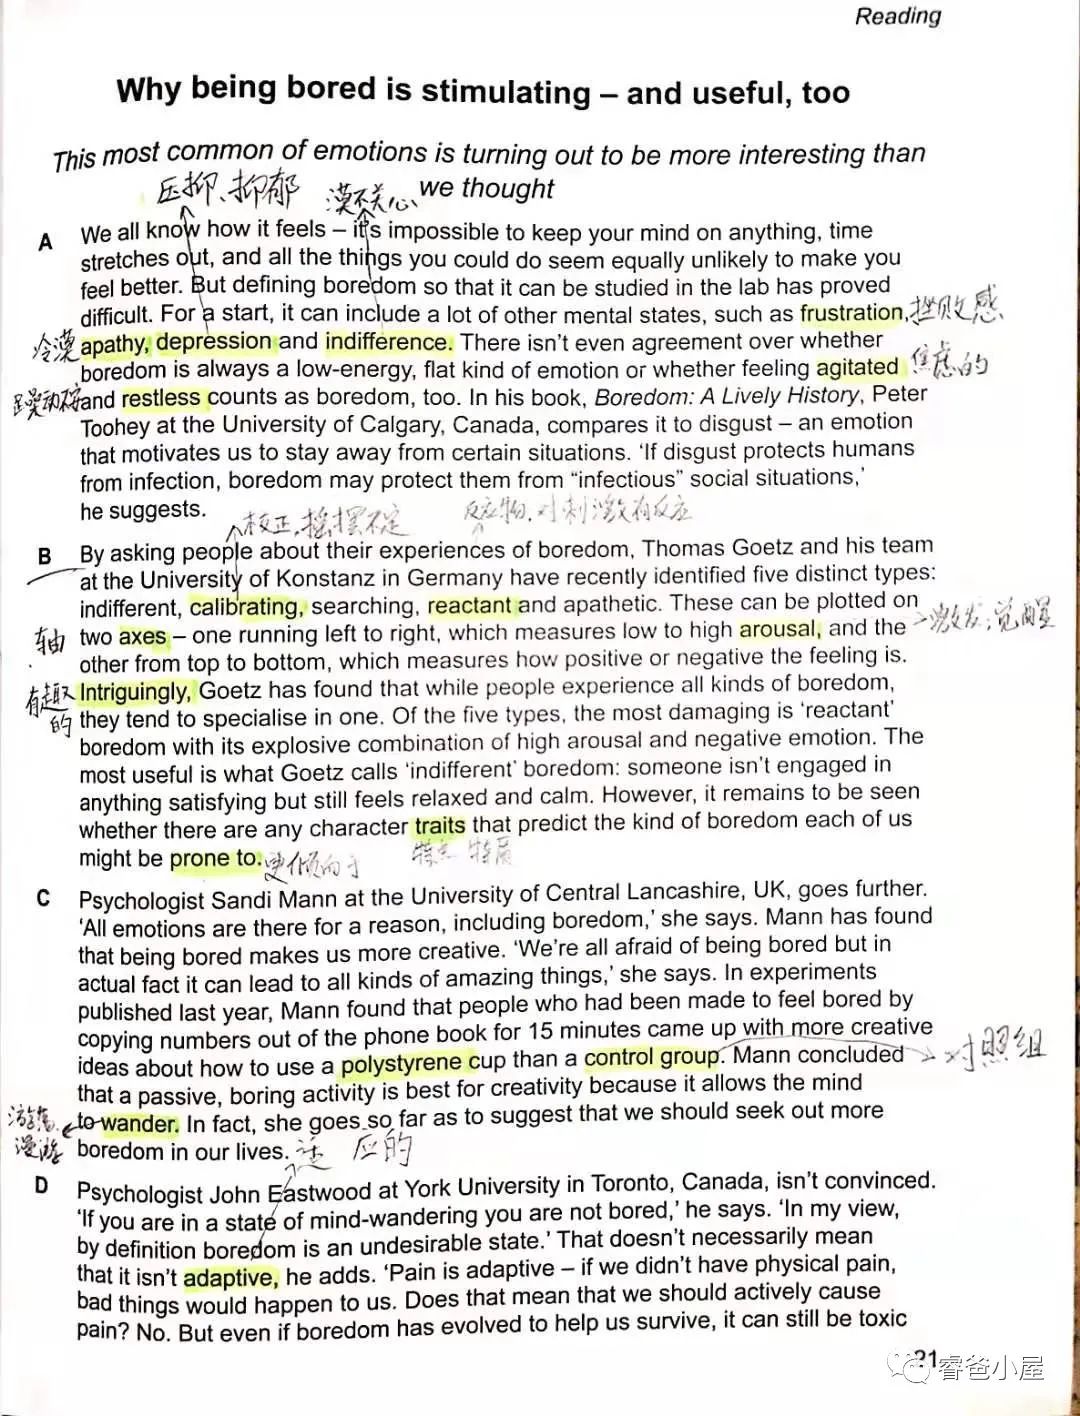 Reading
Why being bored is stimulating – and useful, too
This most common of emotions is turning out to be more interesting than
压抑、抑郁 漠不关心 we thought
A We all know how it feels – it's impossible to keep your mind on anything, time
stretches out, and all the things you could do seem equally unlikely to make you
feel better. But defining boredom so that it can be studied in the lab has proved
difficult. For a start, it can include a lot of other mental states, such as frustration, 挫败感
冷漠 apathy, depression and indifference. There isn't even agreement over whether
boredom is always a low-energy, flat kind of emotion or whether feeling agitated 焦虑的
躁动不安 and restless counts as boredom, too. In his book, Boredom: A Lively History, Peter
Toohey at the University of Calgary, Canada, compares it to disgust – an emotion
that motivates us to stay away from certain situations. 'If disgust protects humans
from infection, boredom may protect them from "infectious" social situations,'
he suggests.
校正,摇摆不定 反应物,对刺激有反应
B By asking people about their experiences of boredom, Thomas Goetz and his team
at the University of Konstanz in Germany have recently identified five distinct types:
indifferent, calibrating, searching, reactant and apathetic. These can be plotted on
轴 two axes – one running left to right, which measures low to high arousal, and the 激发,觉醒
other from top to bottom, which measures how positive or negative the feeling is.
有趣的 Intriguingly, Goetz has found that while people experience all kinds of boredom,
they tend to specialise in one. Of the five types, the most damaging is 'reactant'
boredom with its explosive combination of high arousal and negative emotion. The
most useful is what Goetz calls 'indifferent' boredom: someone isn't engaged in
anything satisfying but still feels relaxed and calm. However, it remains to be seen
whether there are any character traits that predict the kind of boredom each of us
might be prone to. 更倾向于 特点 特质
C Psychologist Sandi Mann at the University of Central Lancashire, UK, goes further.
'All emotions are there for a reason, including boredom,' she says. Mann has found
that being bored makes us more creative. 'We're all afraid of being bored but in
actual fact it can lead to all kinds of amazing things,' she says. In experiments
published last year, Mann found that people who had been made to feel bored by
copying numbers out of the phone book for 15 minutes came up with more creative
ideas about how to use a polystyrene cup than a control group. Mann concluded 对照组
that a passive, boring activity is best for creativity because it allows the mind
游荡 to wander. In fact, she goes so far as to suggest that we should seek out more
漫游 boredom in our lives. 适应的
D Psychologist John Eastwood at York University in Toronto, Canada, isn't convinced.
'If you are in a state of mind-wandering you are not bored,' he says. 'In my view,
by definition boredom is an undesirable state.' That doesn't necessarily mean
that it isn't adaptive, he adds. 'Pain is adaptive – if we didn't have physical pain,
bad things would happen to us. Does that mean that we should actively cause
pain? No. But even if boredom has evolved to help us survive, it can still be toxic
21
睿爸小屋